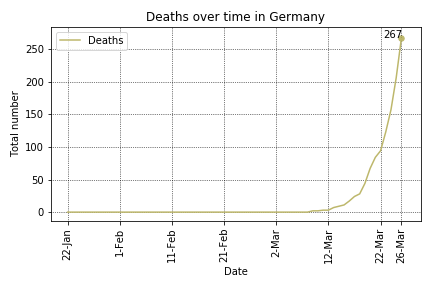 Deaths over time in Germany
267
Deaths
250
200
150
100
50
0
Total number
22-Jan
1-Feb
11-Feb
21-Feb
2-Mar
12-Mar
22-Mar
26-Mar
Date